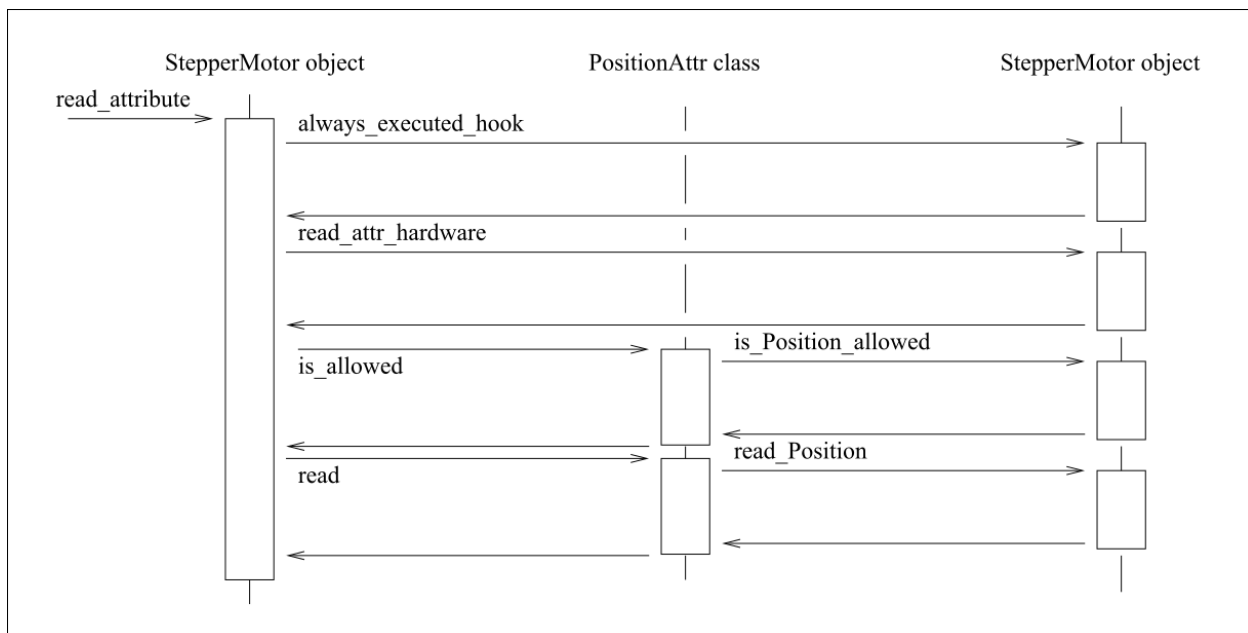 StepperMotor object
PositionAttr class
StepperMotor object
read_attribute
always_executed_hook
read_attr_hardware
is_allowed
is_Position_allowed
read
read_Position